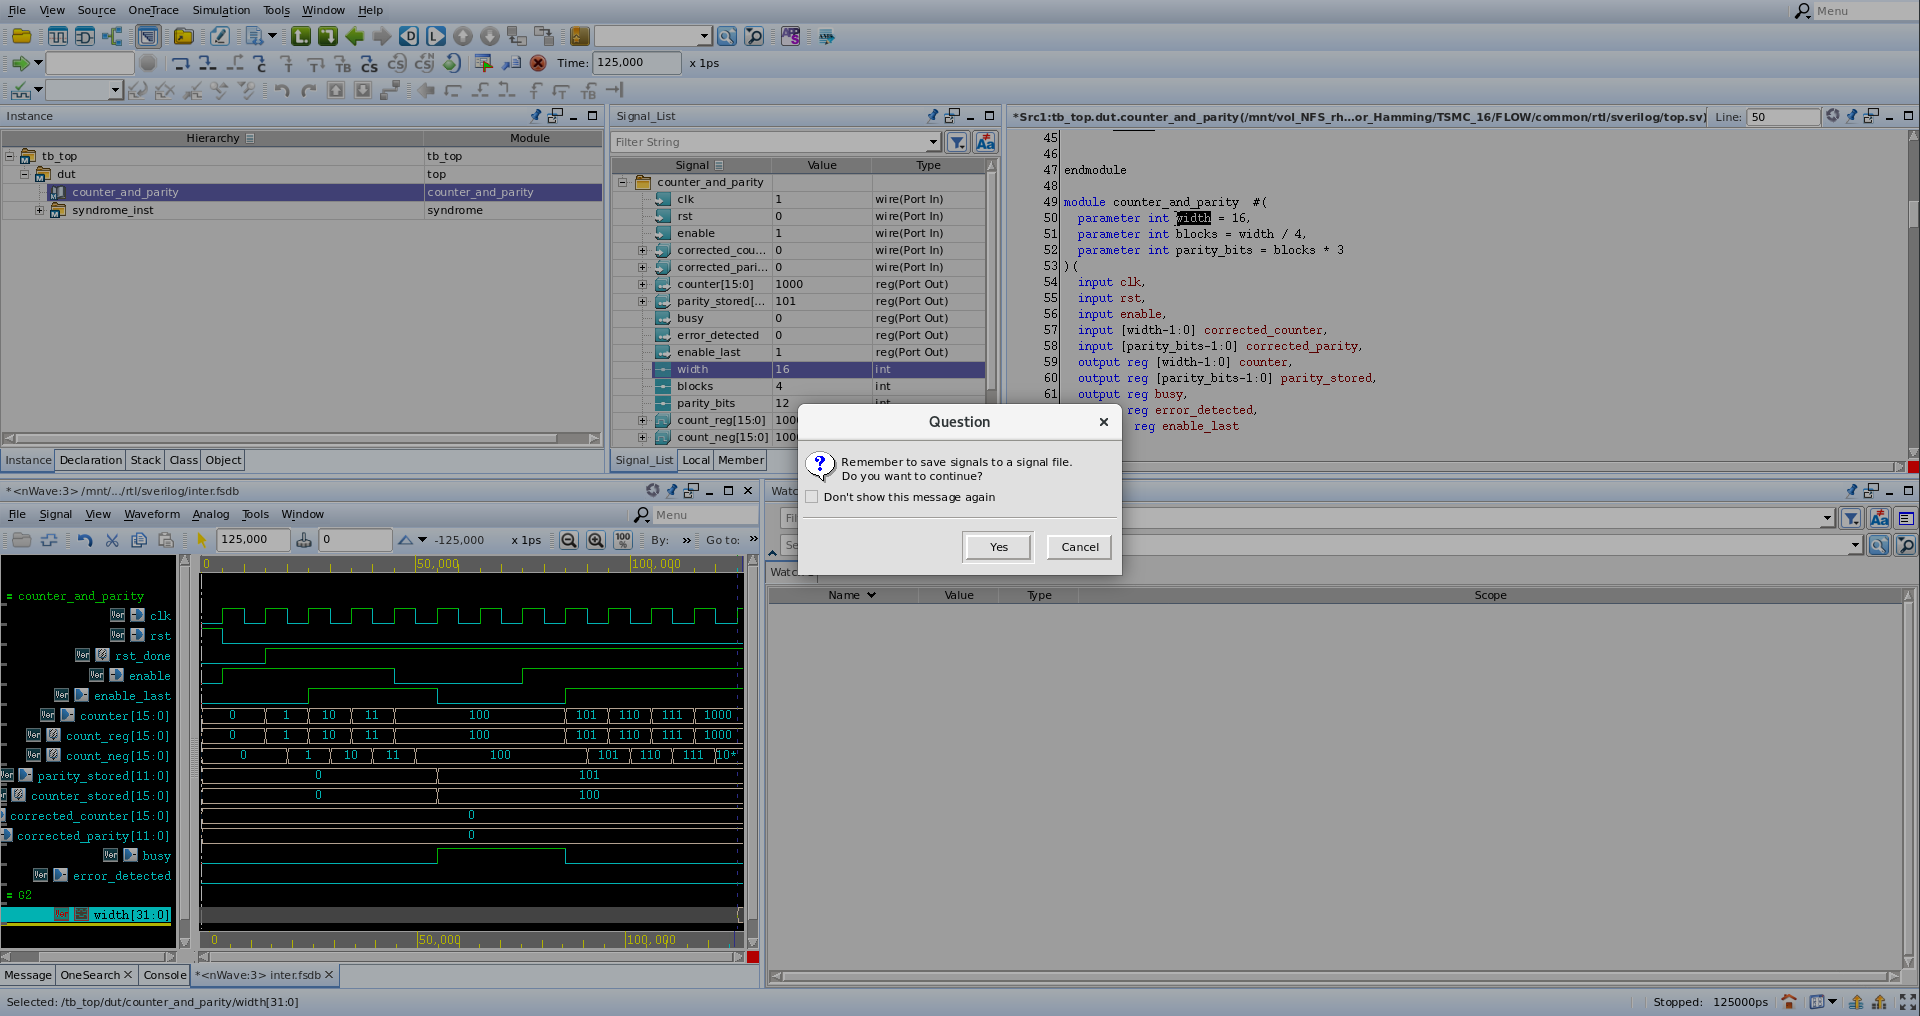 File View Source OneTrace Simulation Tools Window Help
Menu
Time: 125,000 x 1ps
Instance
Hierarchy Module
tb_top tb_top
dut top
counter_and_parity counter_and_parity
syndrome_inst syndrome
Instance Declaration Stack Class Object
Signal_List
Filter String
Signal Value Type
counter_and_parity
clk 1 wire(Port In)
rst 0 wire(Port In)
enable 1 wire(Port In)
corrected_cou... 0 wire(Port In)
corrected_pari... 0 wire(Port In)
counter[15:0] 1000 reg(Port Out)
parity_stored[... 101 reg(Port Out)
busy 0 reg(Port Out)
error_detected 0 reg(Port Out)
enable_last 1 reg(Port Out)
width 16 int
blocks 4 int
parity_bits 12 int
count_reg[15:0] 100
count_neg[15:0] 100
Signal_List Local Member
*Src1:tb_top.dut.counter_and_parity(/mnt/vol_NFS_rh...or_Hamming/TSMC_16/FLOW/common/rtl/sverilog/top.sv) Line: 50
45
46
47 endmodule
48
49 module counter_and_parity #(
50 parameter int width = 16,
51 parameter int blocks = width / 4,
52 parameter int parity_bits = blocks * 3
53 )(
54 input clk,
55 input rst,
56 input enable,
57 input [width-1:0] corrected_counter,
58 input [parity_bits-1:0] corrected_parity,
59 output reg [width-1:0] counter,
60 output reg [parity_bits-1:0] parity_stored,
61 output reg busy,
reg error_detected,
reg enable_last
Question
Remember to save signals to a signal file.
Do you want to continue?
Don't show this message again
Yes Cancel
*<nWave:3> /mnt/.../rtl/sverilog/inter.fsdb
File Signal View Waveform Analog Tools Window
Menu
125,000 0 -125,000 x 1ps 100% By: » Go to: »
0 50,000 100,000
= counter_and_parity
clk
rst
rst_done
enable
enable_last
counter[15:0] 0 1 10 11 100 101 110 111 1000
count_reg[15:0] 0 1 10 11 100 101 110 111 1000
count_neg[15:0] 0 1 10 11 100 101 110 111 10*
parity_stored[11:0] 0 101
counter_stored[15:0] 0 100
corrected_counter[15:0] 0
corrected_parity[11:0] 0
busy
error_detected
= G2
width[31:0]
0 50,000 100,000
Message OneSearch Console *<nWave:3> inter.fsdb
Name Value Type Scope
Selected: /tb_top/dut/counter_and_parity/width[31:0]
Stopped: 125000ps